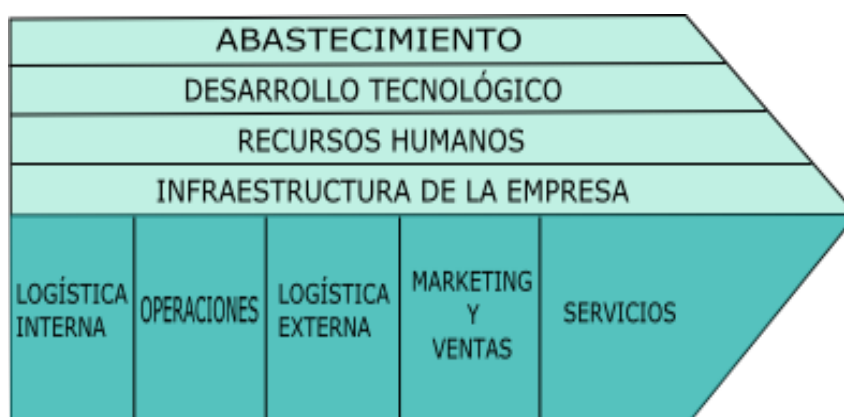 ABASTECIMIENTO
DESARROLLO TECNOLÓGICO
RECURSOS HUMANOS
INFRAESTRUCTURA DE LA EMPRESA
LOGÍSTICA
INTERNA
OPERACIONES
LOGÍSTICA
EXTERNA
MARKETING
Y
VENTAS
SERVICIOS